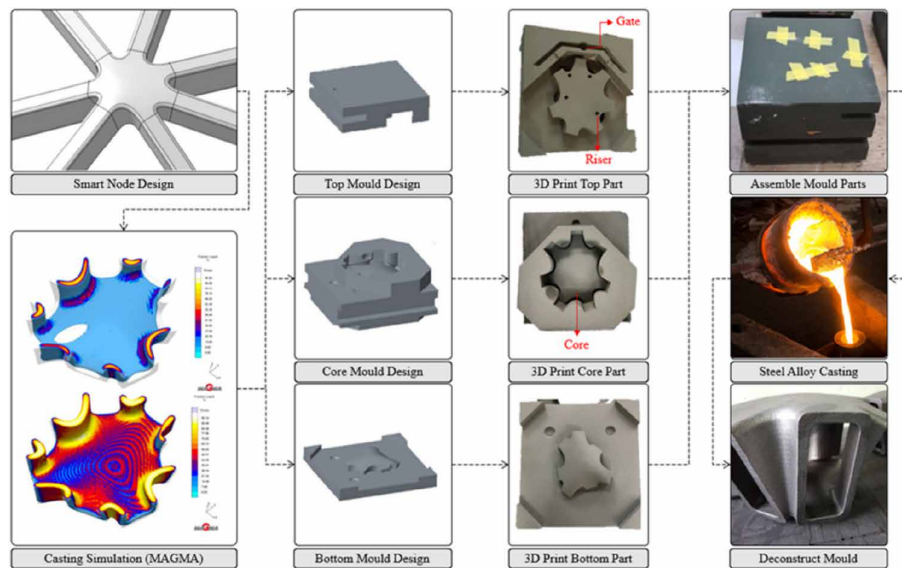 Gate
Riser
Smart Node Design
Top Mould Design
3D Print Top Part
Assemble Mould Parts
Core
Core Mould Design
3D Print Core Part
Steel Alloy Casting
Casting Simulation (MAGMA)
Bottom Mould Design
3D Print Bottom Part
Deconstruct Mould